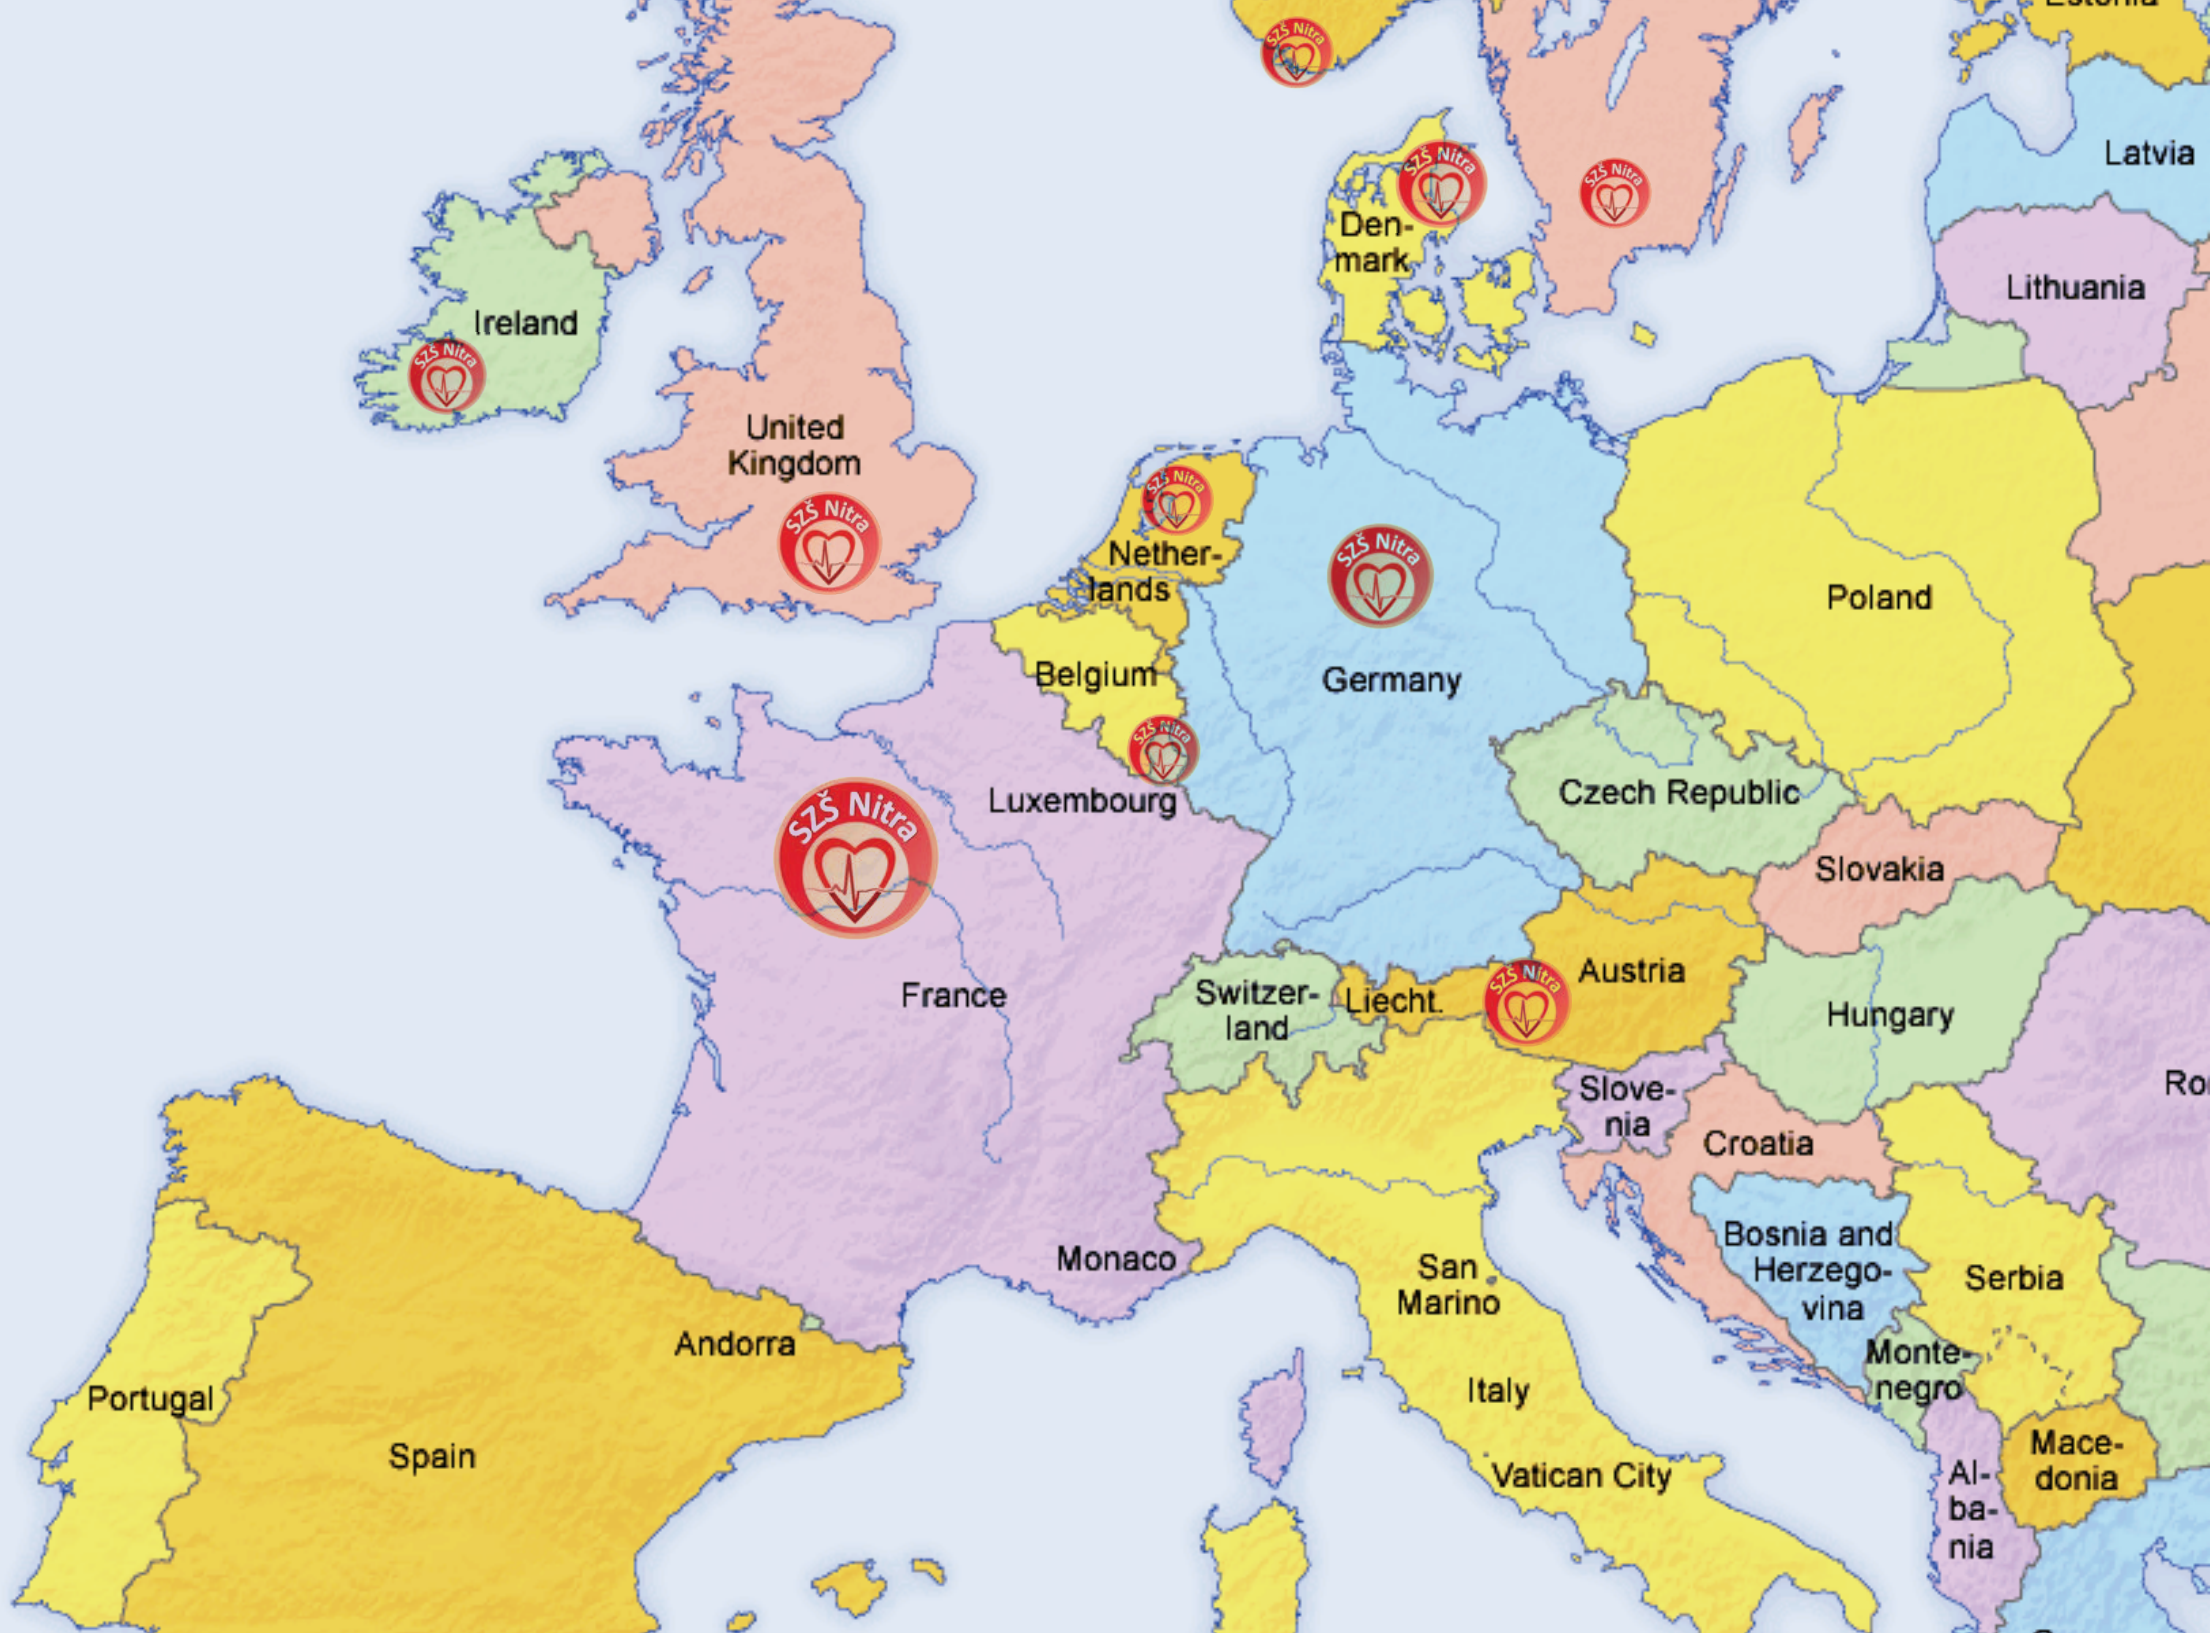 Estonia
SZŠ Nitra
Latvia
SZŠ Nitra
SZŠ Nitra
Den-
mark
Lithuania
Ireland
SZŠ Nitra
United
Kingdom
SZŠ Nitra
SZŠ Nitra
Nether-
lands
SZŠ Nitra
Poland
Belgium
Germany
SZŠ Nitra
Luxembourg
Czech Republic
SZŠ Nitra
Slovakia
France
Switzer-
land
Liecht.
SZŠ Nitra
Austria
Hungary
Ro
Slove-
nia
Croatia
Monaco
San
Marino
Bosnia and
Herzego-
vina
Serbia
Andorra
Monte-
negro
Portugal
Spain
Italy
Vatican City
Mace-
donia
Al-
ba-
nia